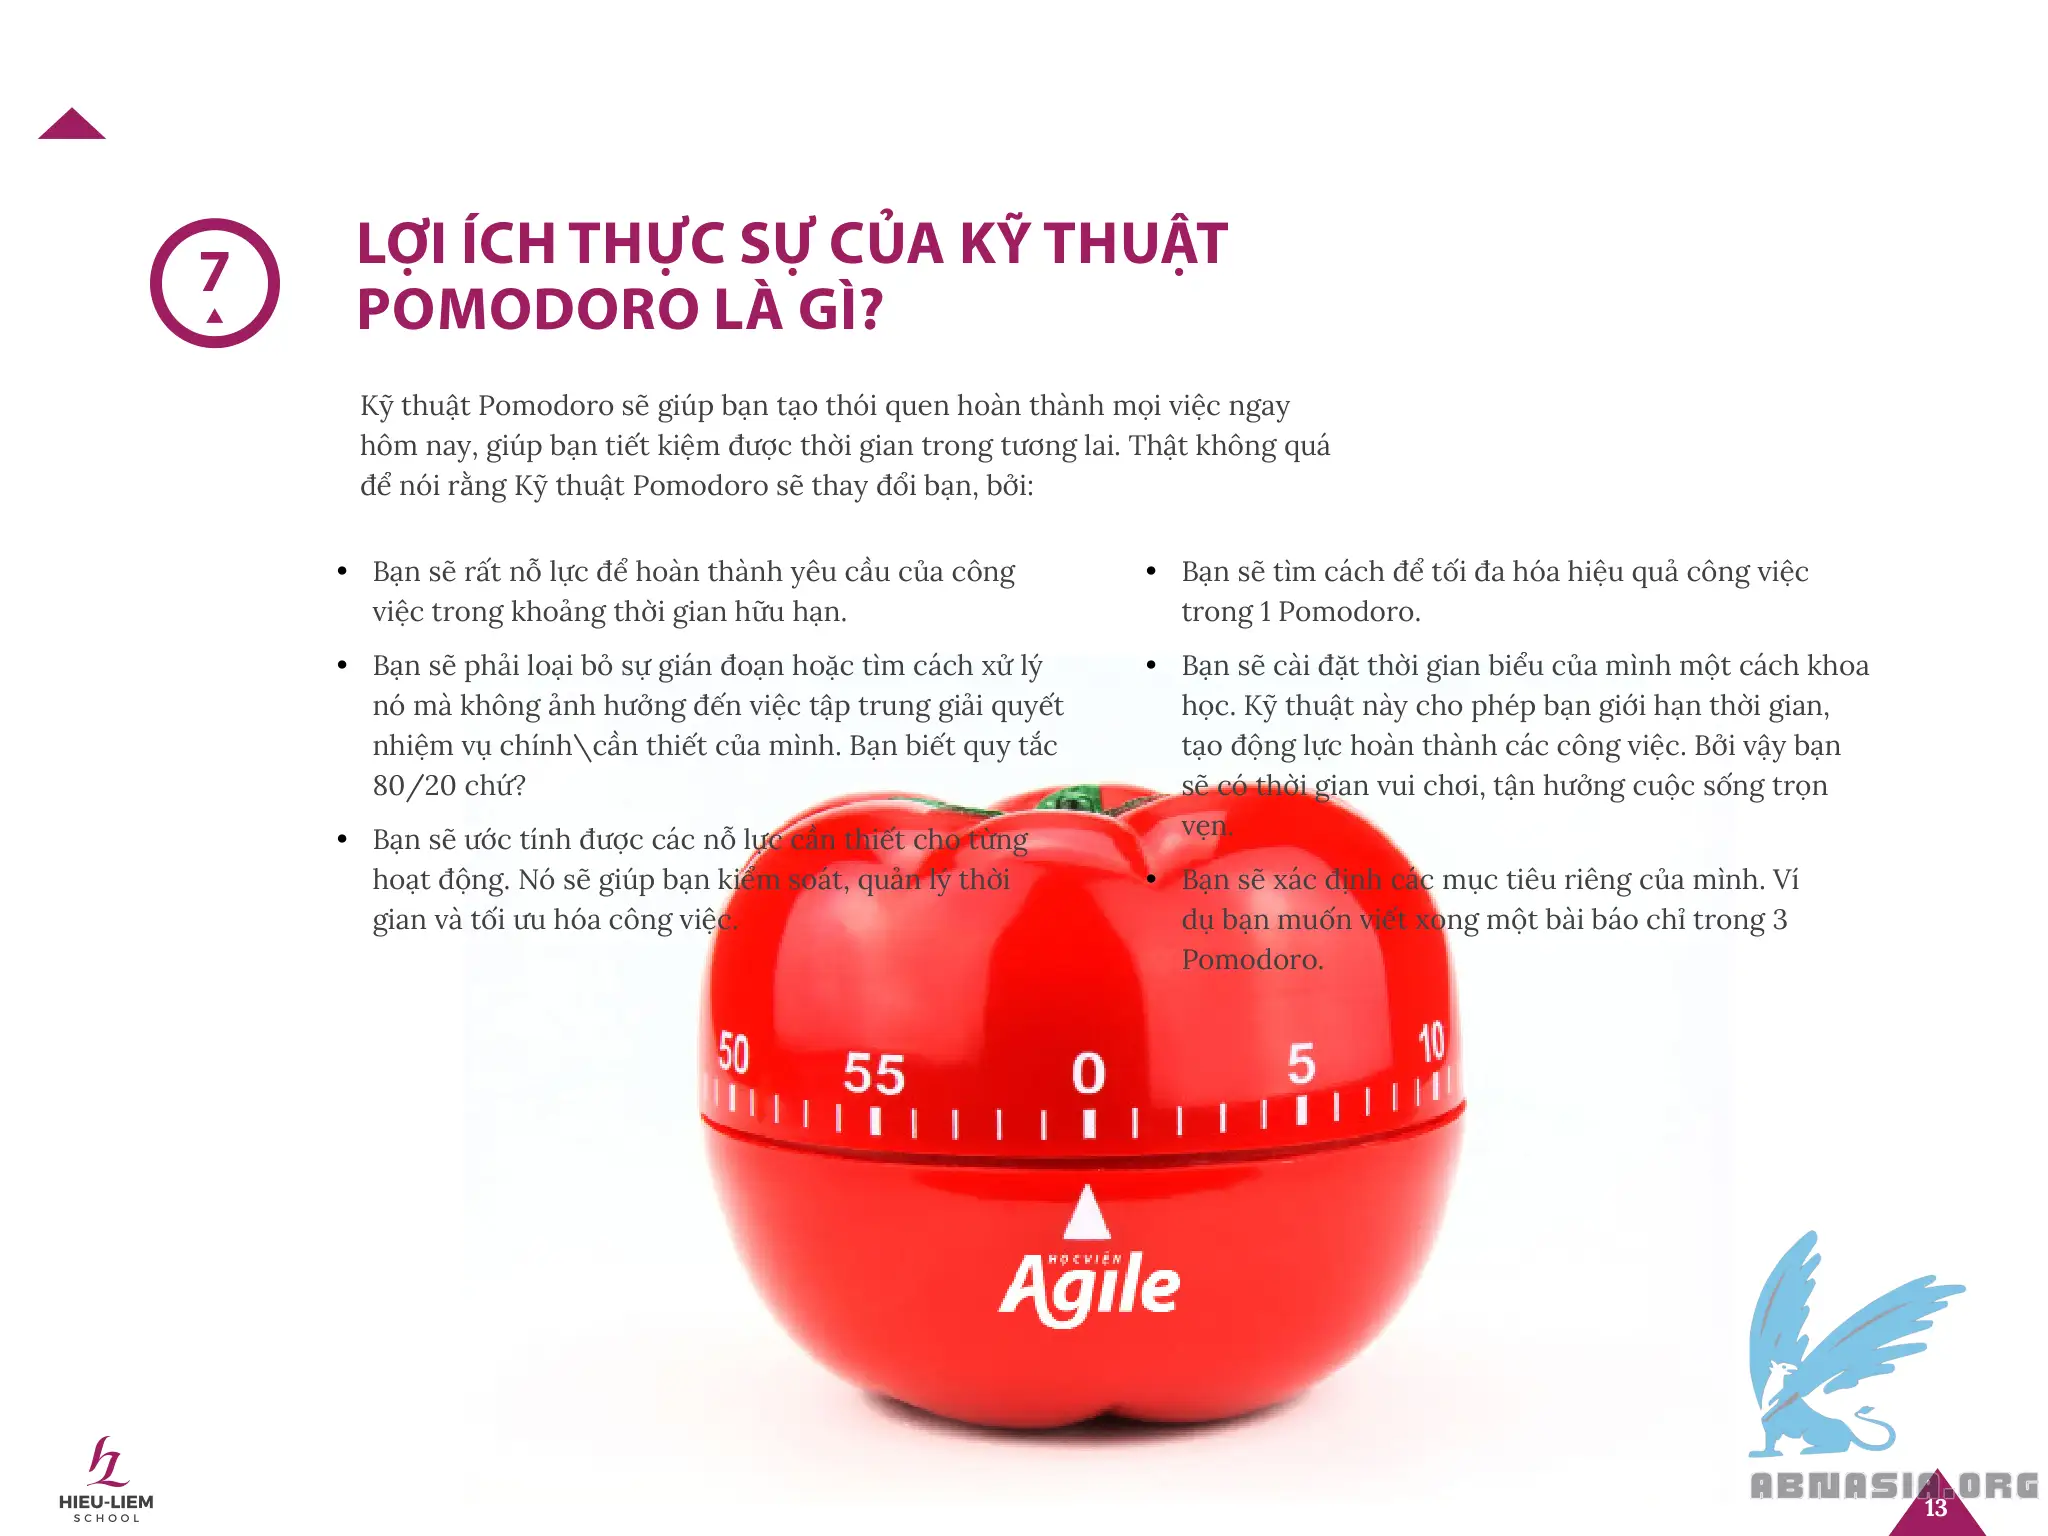 7
LỢI ÍCH THỰC SỰ CỦA KỸ THUẬT
POMODORO LÀ GÌ?
Kỹ thuật Pomodoro sẽ giúp bạn tạo thói quen hoàn thành mọi việc ngay
hôm nay, giúp bạn tiết kiệm được thời gian trong tương lai. Thật không quá
để nói rằng Kỹ thuật Pomodoro sẽ thay đổi bạn, bởi:
• Bạn sẽ rất nỗ lực để hoàn thành yêu cầu của công
việc trong khoảng thời gian hữu hạn.
• Bạn sẽ phải loại bỏ sự gián đoạn hoặc tìm cách xử lý
nó mà không ảnh hưởng đến việc tập trung giải quyết
nhiệm vụ chính\cần thiết của mình. Bạn biết quy tắc
80/20 chứ?
• Bạn sẽ ước tính được các nỗ lực cần thiết cho từng
hoạt động. Nó sẽ giúp bạn kiểm soát, quản lý thời
gian và tối ưu hóa công việc.
• Bạn sẽ tìm cách để tối đa hóa hiệu quả công việc
trong 1 Pomodoro.
• Bạn sẽ cài đặt thời gian biểu của mình một cách khoa
học. Kỹ thuật này cho phép bạn giới hạn thời gian,
tạo động lực hoàn thành các công việc. Bởi vậy bạn
sẽ có thời gian vui chơi, tận hưởng cuộc sống trọn
vẹn.
• Bạn sẽ xác định các mục tiêu riêng của mình. Ví
dụ bạn muốn viết xong một bài báo chỉ trong 3
Pomodoro.
50 55 0 5 10
HỌC VIỆN
Agile
HIEU-LIEM
SCHOOL
ABNASIA.ORG
13